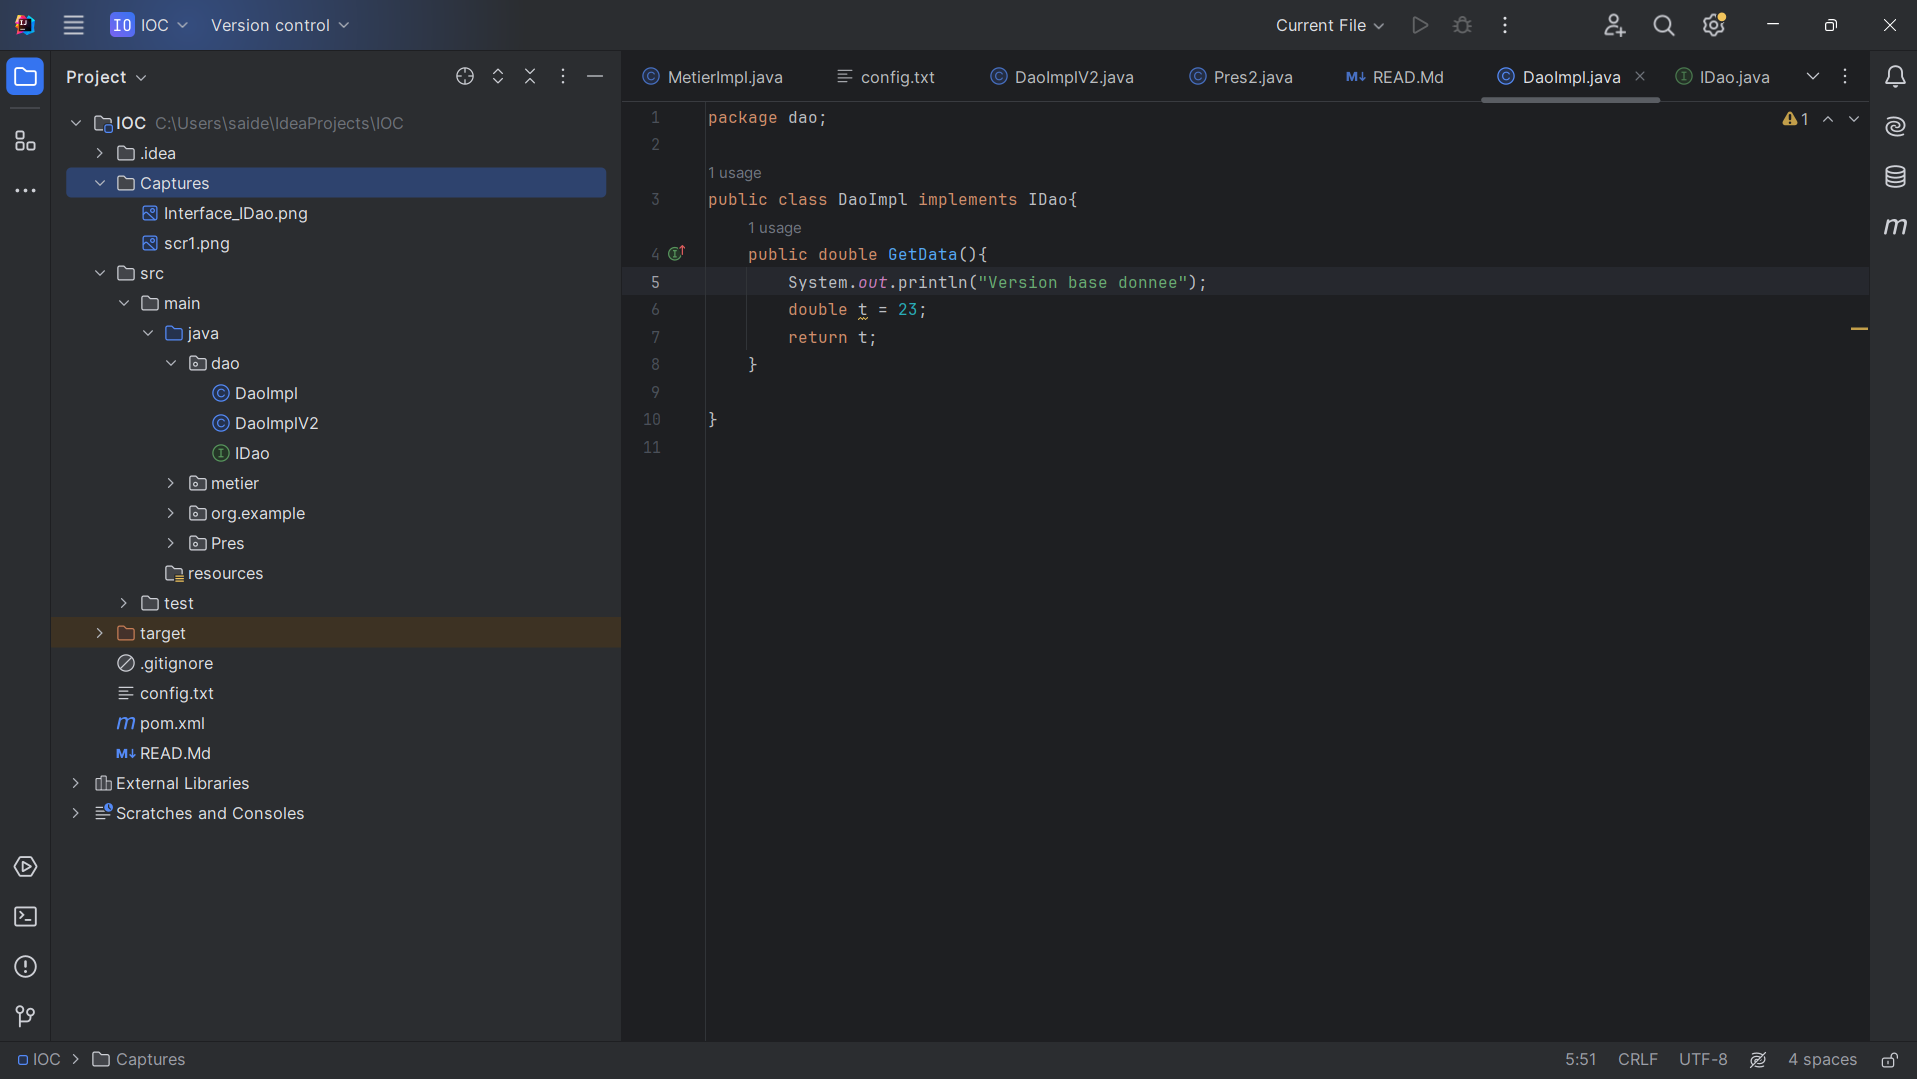 IO IOC Version control Current File
Project
MetierImpl.java config.txt DaoImplV2.java Pres2.java M↓ READ.Md DaoImpl.java IDao.java
IOC C:\Users\saide\IdeaProjects\IOC
.idea
Captures
Interface_IDao.png
scr1.png
src
main
java
dao
DaoImpl
DaoImplV2
IDao
metier
org.example
Pres
resources
test
target
.gitignore
config.txt
m pom.xml
M↓ READ.Md
External Libraries
Scratches and Consoles
1 package dao;
2
1 usage
3 public class DaoImpl implements IDao{
1 usage
4 public double GetData(){
5 System.out.println("Version base donnee");
6 double t = 23;
7 return t;
8 }
9
10 }
11
1
m
IOC > Captures
5:51 CRLF UTF-8 4 spaces